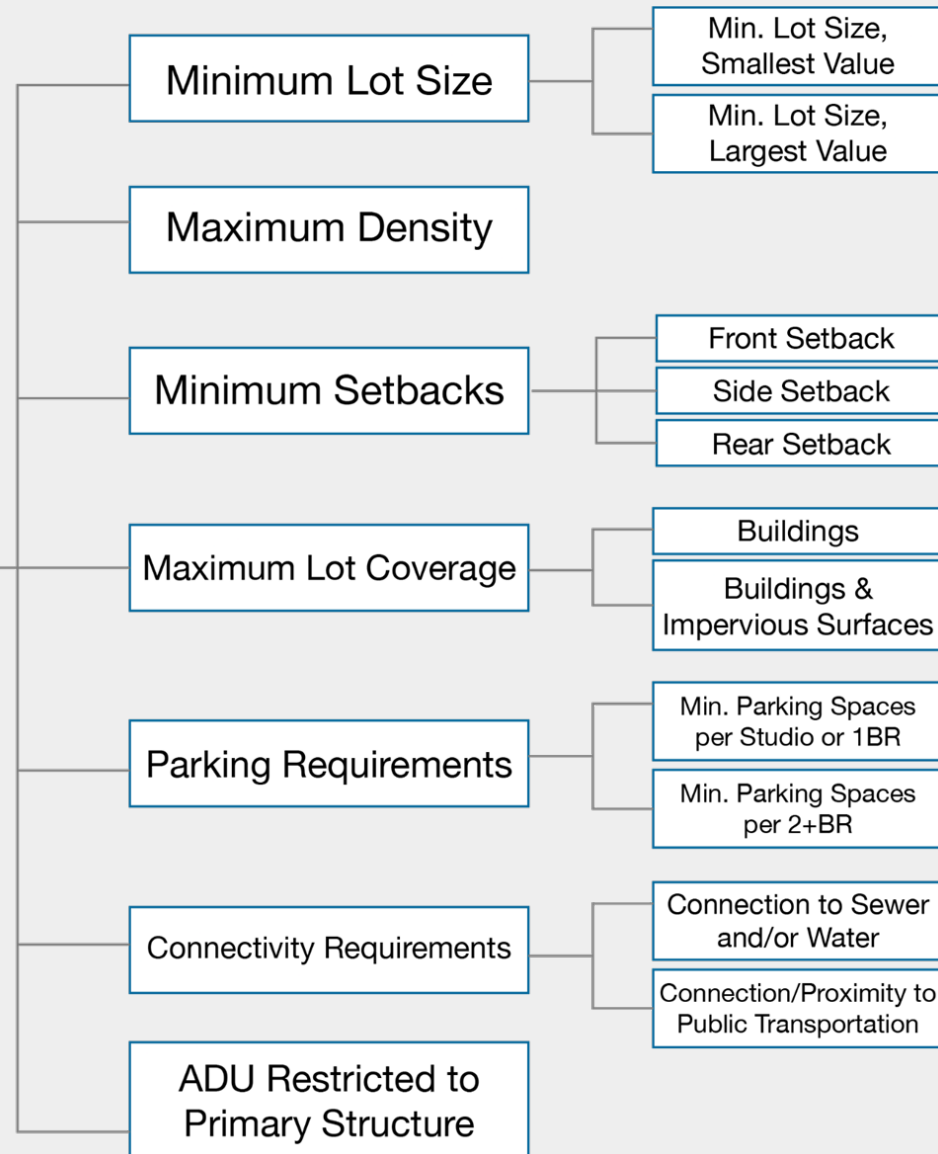 Minimum Lot Size
Min. Lot Size,
Smallest Value
Min. Lot Size,
Largest Value
Maximum Density
Minimum Setbacks
Front Setback
Side Setback
Rear Setback
Maximum Lot Coverage
Buildings
Buildings &
Impervious Surfaces
Parking Requirements
Min. Parking Spaces
per Studio or 1BR
Min. Parking Spaces
per 2+BR
Connectivity Requirements
Connection to Sewer
and/or Water
Connection/Proximity to
Public Transportation
ADU Restricted to
Primary Structure